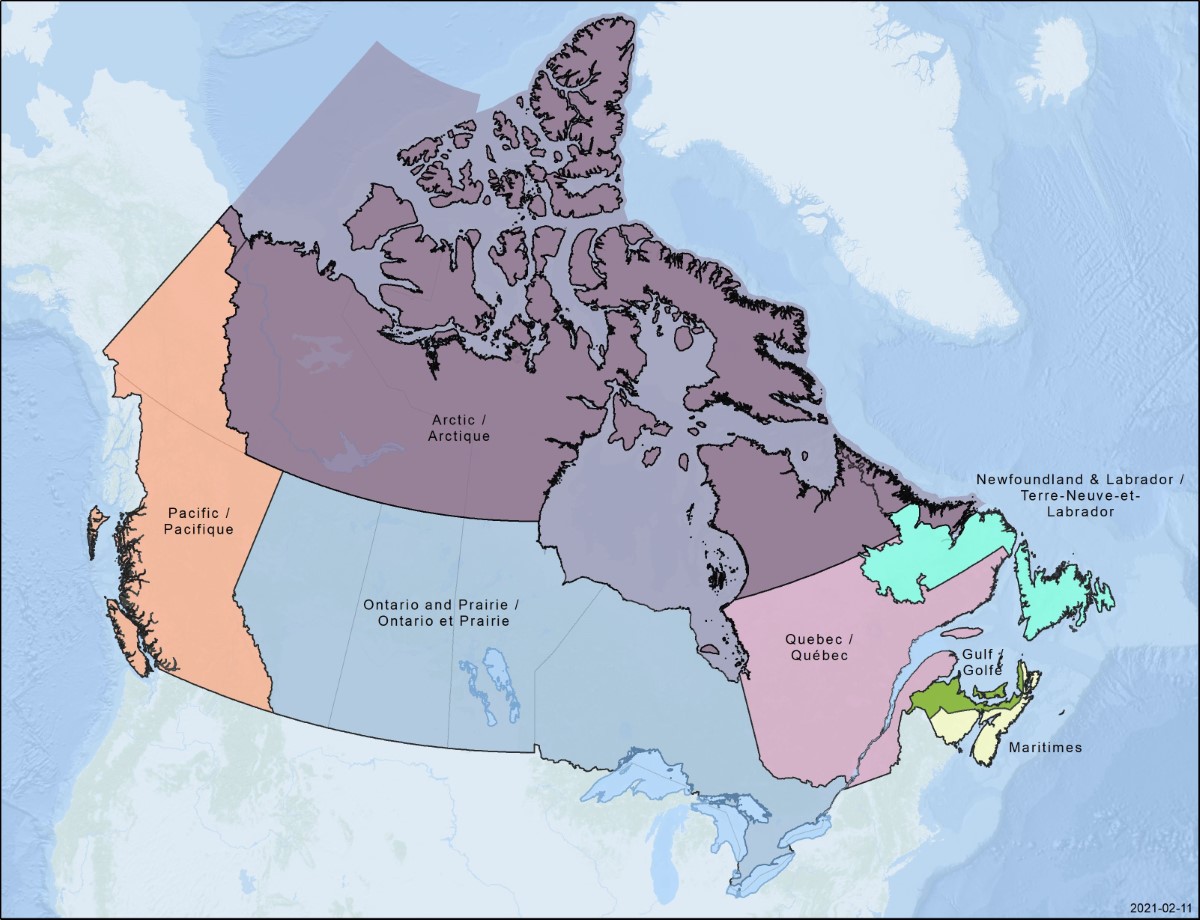 Arctic /
Arctique
Newfoundland & Labrador /
Terre-Neuve-et-
Labrador
Pacific /
Pacifique
Ontario and Prairie /
Ontario et Prairie
Quebec /
Québec
Gulf /
Golfe
Maritimes
2021-02-11